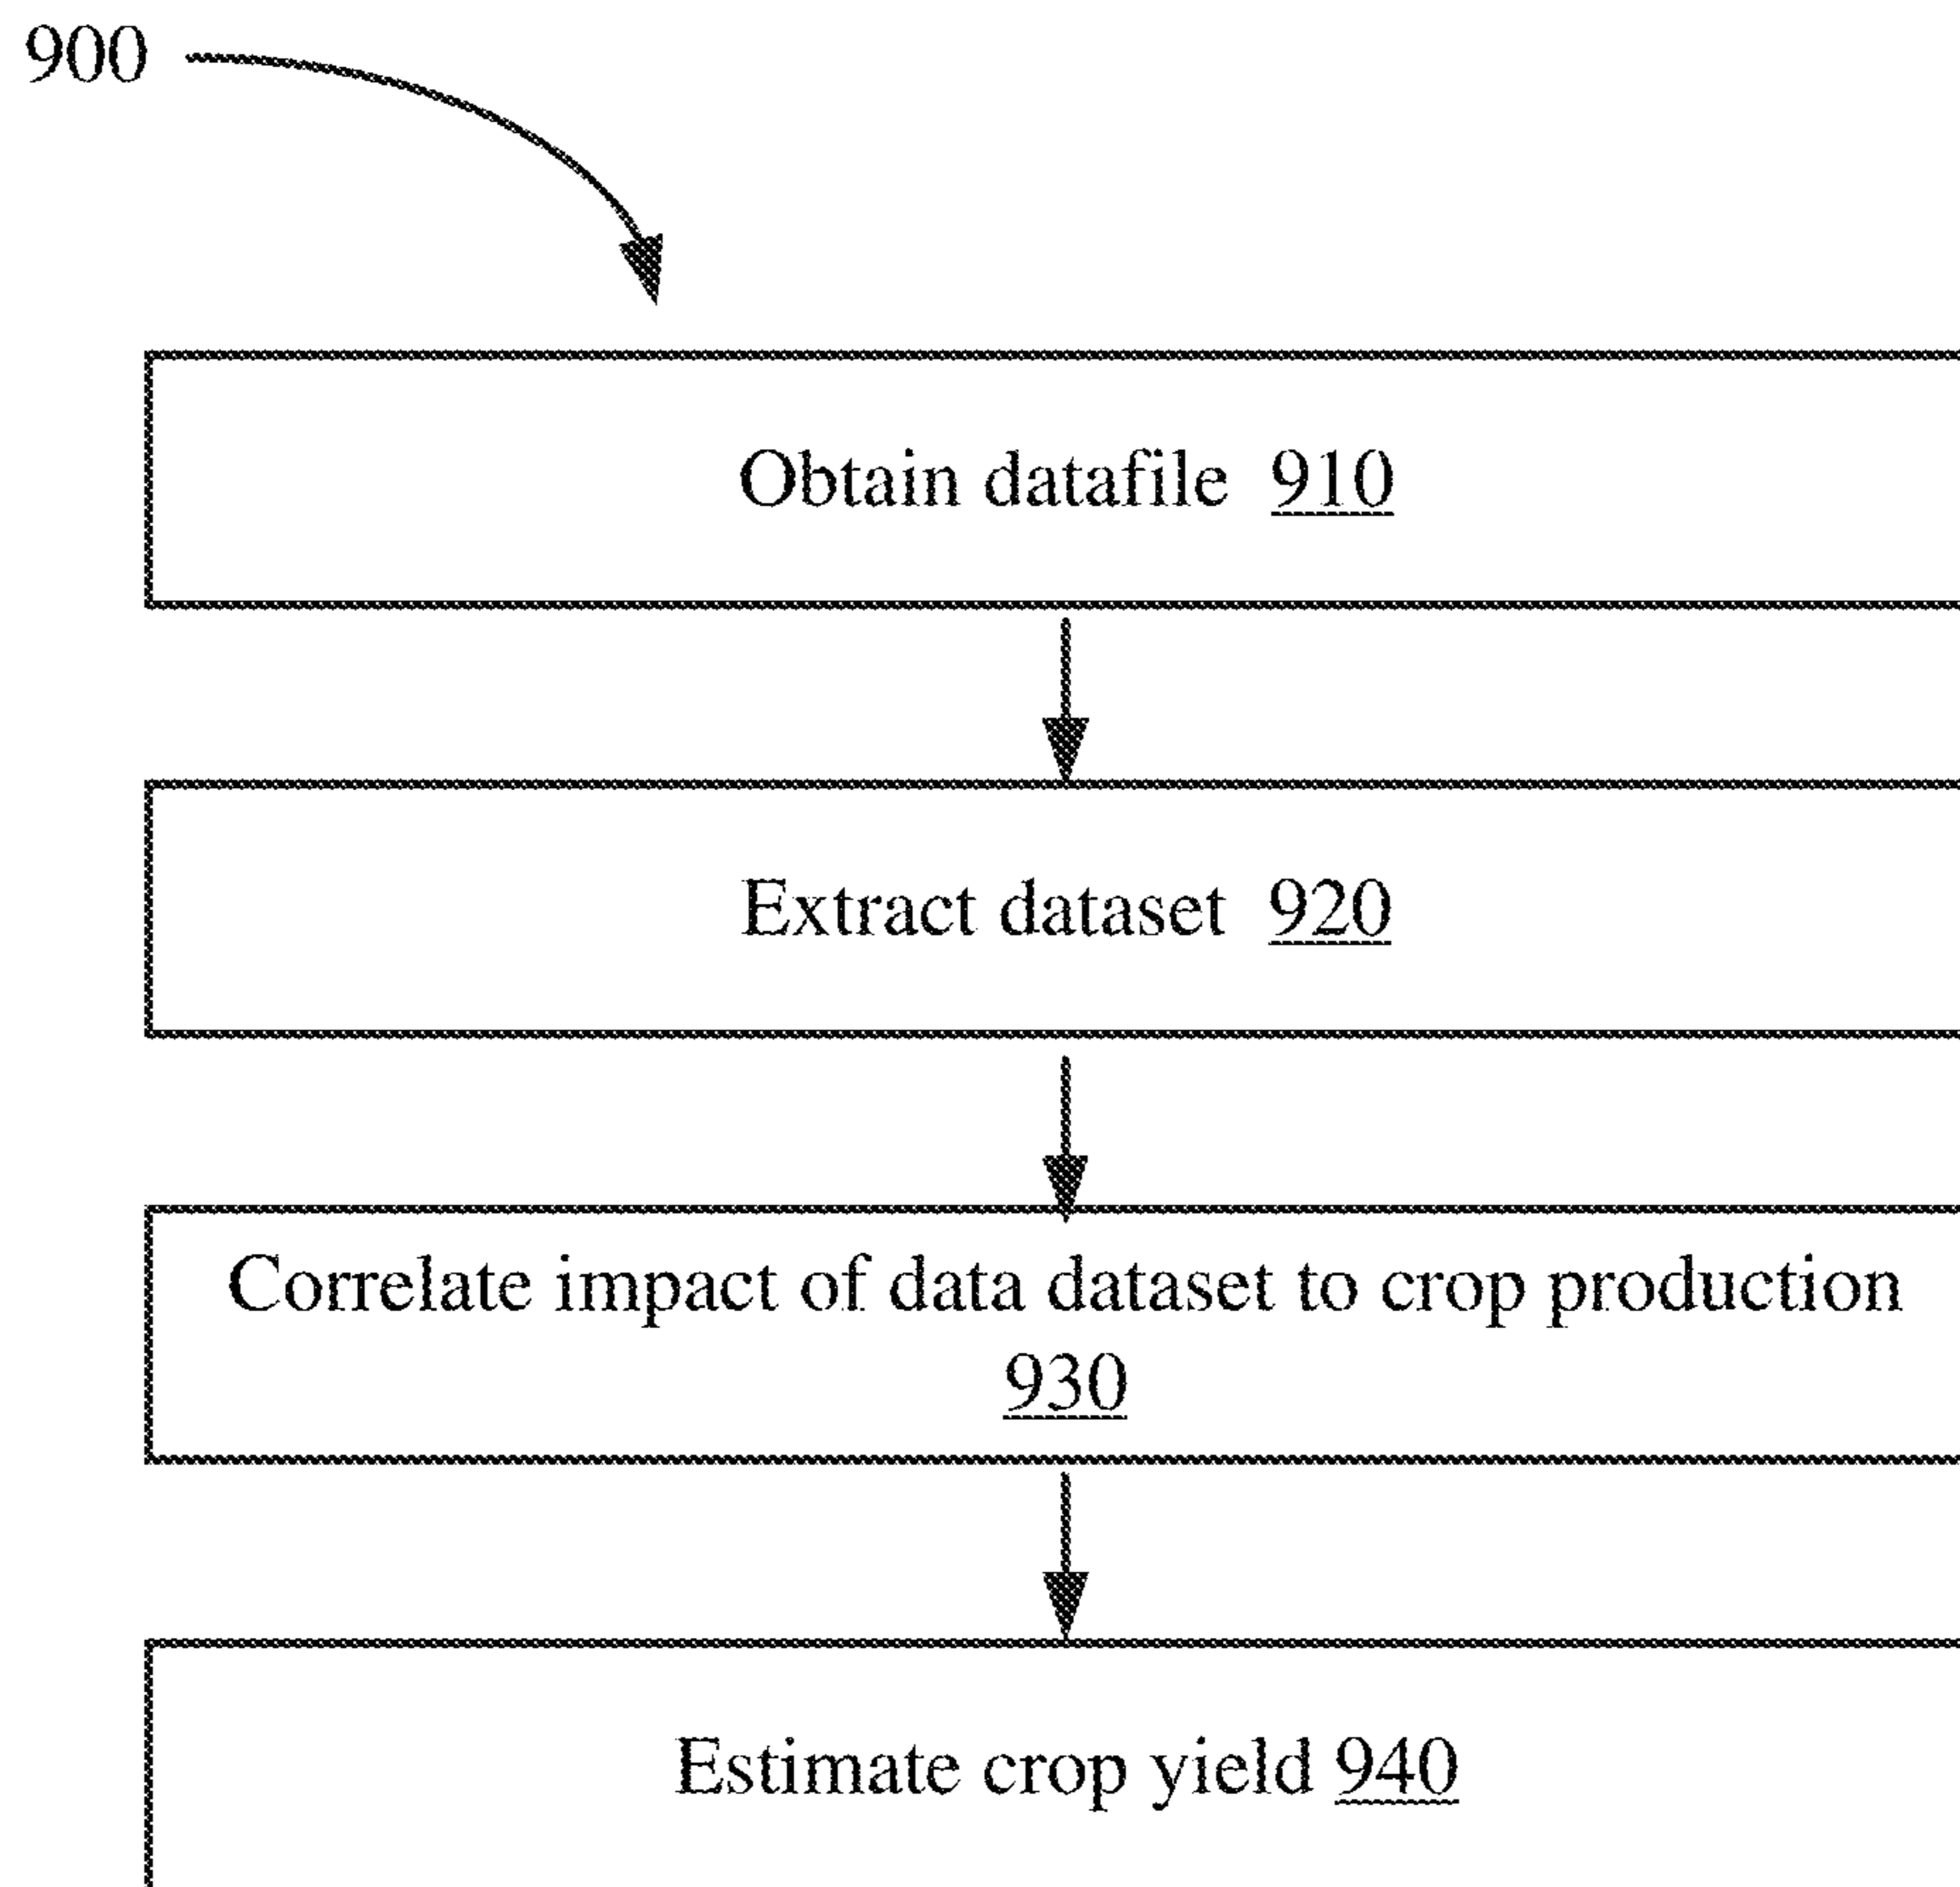 900
Obtain datafile 910
Extract dataset 920
Correlate impact of data dataset to crop production
930
Estimate crop yield 940